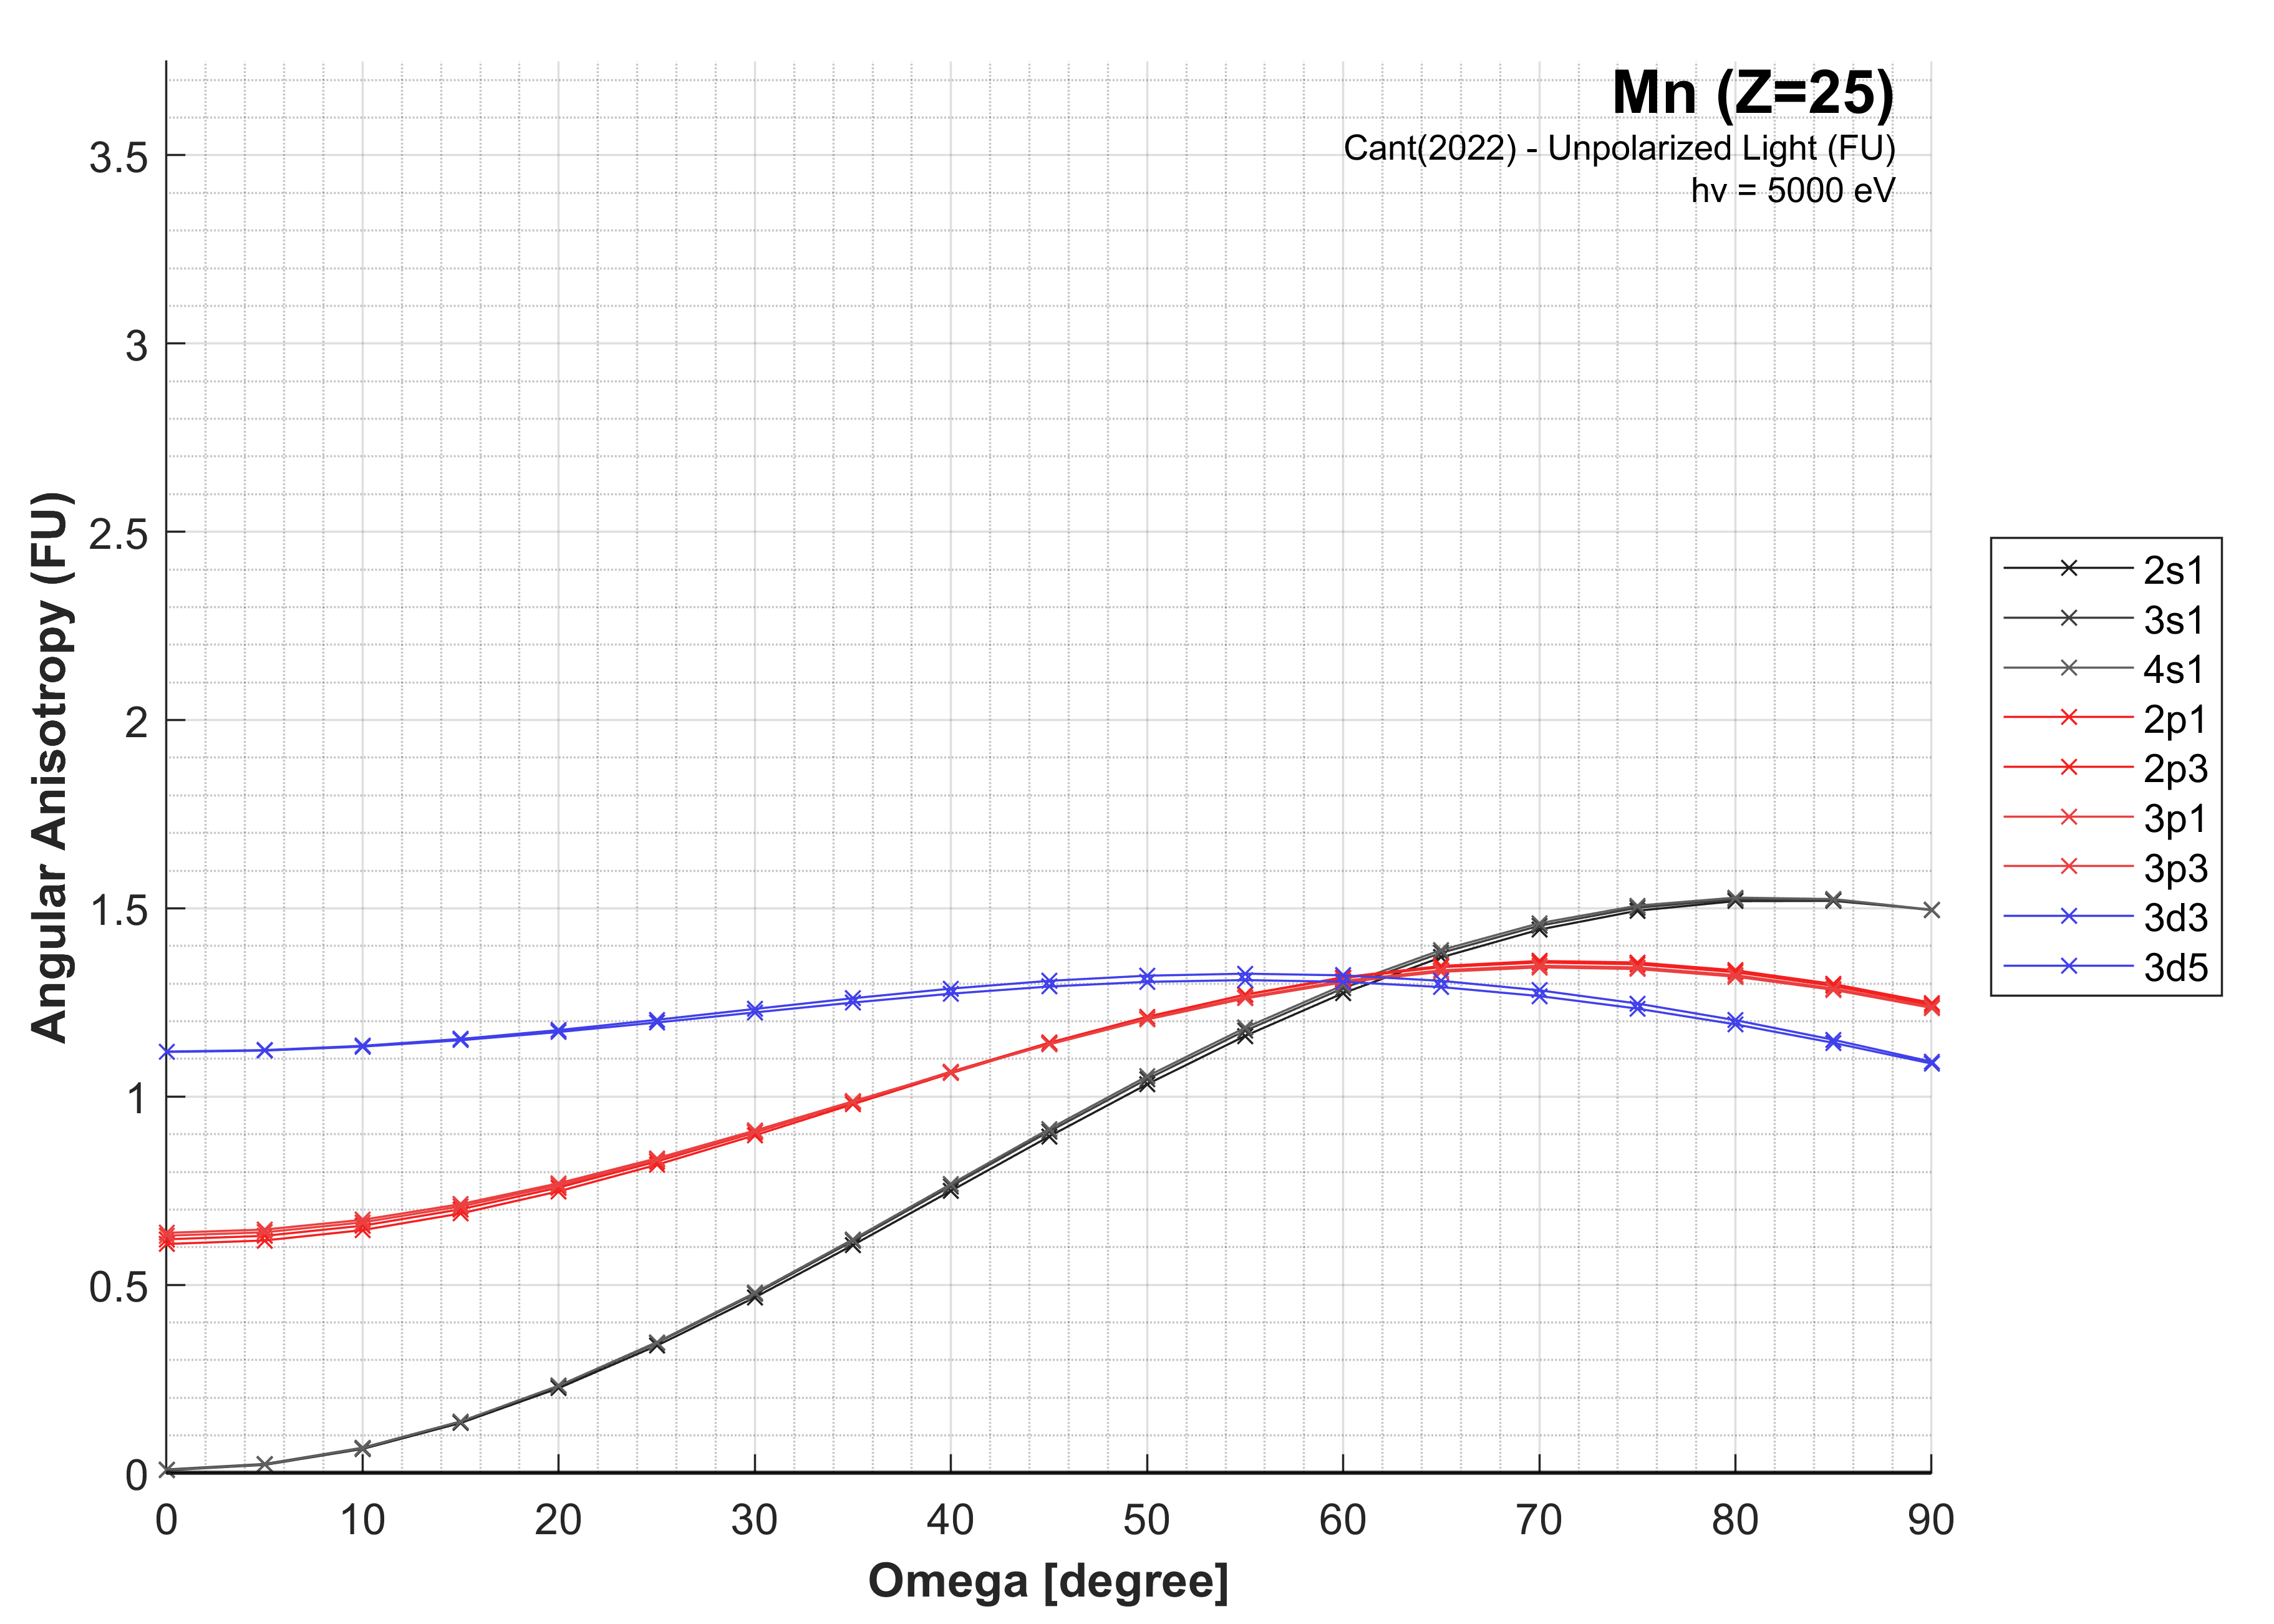 Mn (Z=25)
Cant(2022) - Unpolarized Light (FU)
hv = 5000 eV
Angular Anisotropy (FU)
3.5
3
2.5
2
1.5
1
0.5
0
0 10 20 30 40 50 60 70 80 90
Omega [degree]
2s1
3s1
4s1
2p1
2p3
3p1
3p3
3d3
3d5